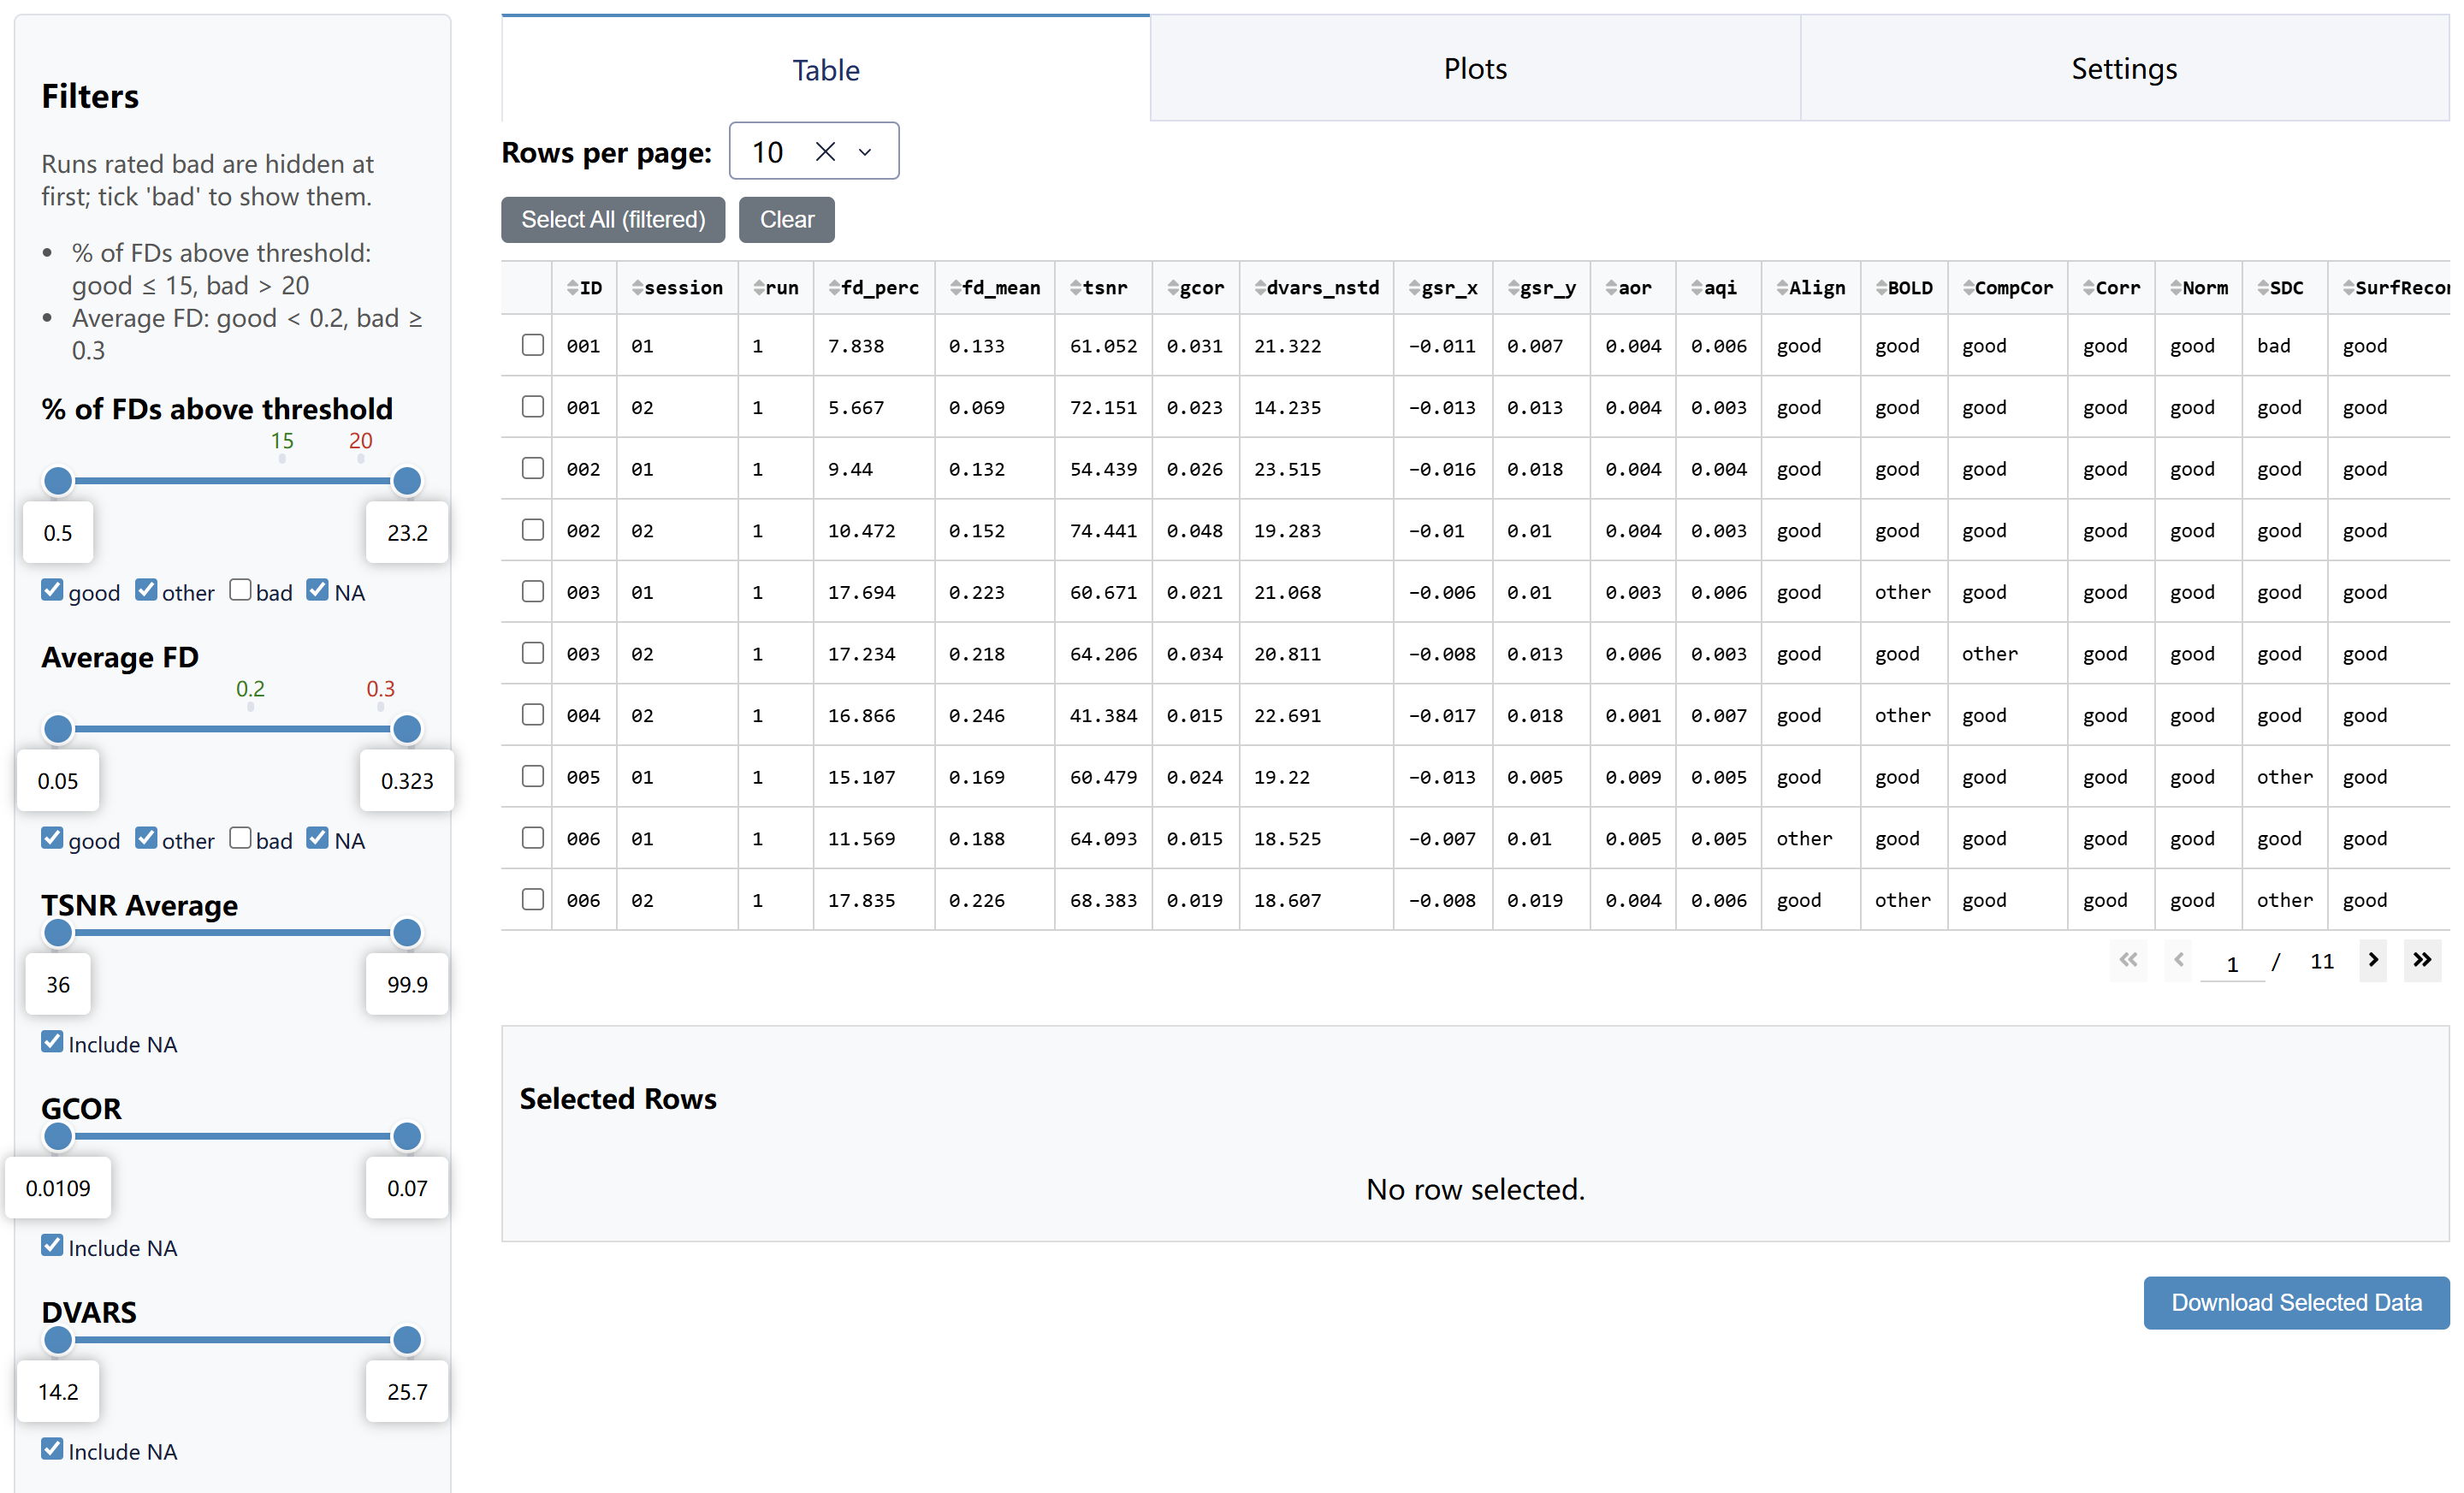 Filters
Runs rated bad are hidden at
first; tick 'bad' to show them.
• % of FDs above threshold:
good ≤ 15, bad > 20
• Average FD: good < 0.2, bad ≥
0.3
% of FDs above threshold
15 20
0.5 23.2
good other bad NA
Average FD
0.2 0.3
0.05 0.323
good other bad NA
TSNR Average
36 99.9
Include NA
GCOR
0.0109 0.07
Include NA
DVARS
14.2 25.7
Include NA
Table Plots Settings
Rows per page: 10
Select All (filtered) Clear
ID session run fd_perc fd_mean tsnr gcor dvars_nstd gsr_x gsr_y aor aqi Align BOLD CompCor Corr Norm SDC SurfRecon
001 01 1 7.838 0.133 61.052 0.031 21.322 −0.011 0.007 0.004 0.006 good good good good good bad good
001 02 1 5.667 0.069 72.151 0.023 14.235 −0.013 0.013 0.004 0.003 good good good good good good good
002 01 1 9.44 0.132 54.439 0.026 23.515 −0.016 0.018 0.004 0.004 good good good good good good good
002 02 1 10.472 0.152 74.441 0.048 19.283 −0.01 0.01 0.004 0.003 good good good good good good good
003 01 1 17.694 0.223 60.671 0.021 21.068 −0.006 0.01 0.003 0.006 good other good good good good good
003 02 1 17.234 0.218 64.206 0.034 20.811 −0.008 0.013 0.006 0.003 good good other good good good good
004 02 1 16.866 0.246 41.384 0.015 22.691 −0.017 0.018 0.001 0.007 good other good good good good good
005 01 1 15.107 0.169 60.479 0.024 19.22 −0.013 0.005 0.009 0.005 good good good good good other good
006 01 1 11.569 0.188 64.093 0.015 18.525 −0.007 0.01 0.005 0.005 other good good good good good good
006 02 1 17.835 0.226 68.383 0.019 18.607 −0.008 0.019 0.004 0.006 good other good good good other good
1 / 11
Selected Rows
No row selected.
Download Selected Data